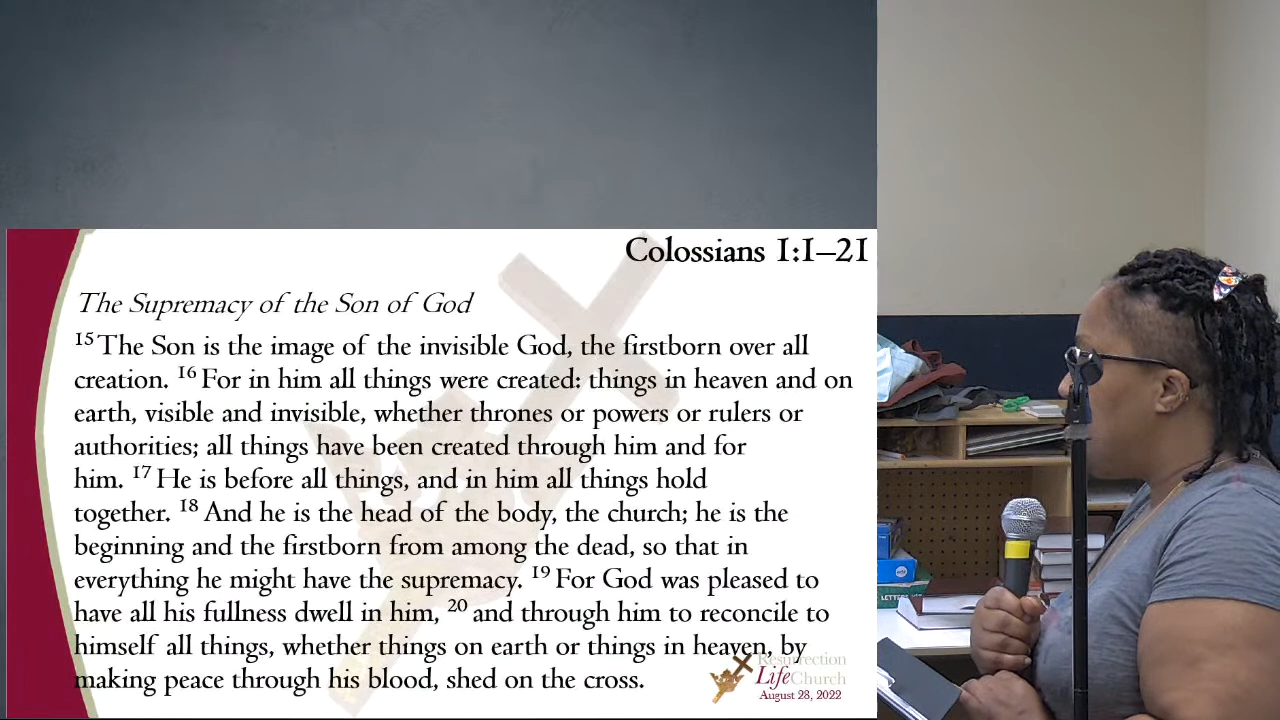 Colossians 1:1–21
The Supremacy of the Son of God
15 The Son is the image of the invisible God, the firstborn over all
creation. 16 For in him all things were created: things in heaven and on
earth, visible and invisible, whether thrones or powers or rulers or
authorities; all things have been created through him and for
him. 17 He is before all things, and in him all things hold
together. 18 And he is the head of the body, the church; he is the
beginning and the firstborn from among the dead, so that in
everything he might have the supremacy. 19 For God was pleased to
have all his fullness dwell in him, 20 and through him to reconcile to
himself all things, whether things on earth or things in heaven, by
making peace through his blood, shed on the cross.
Resurrection
LifeChurch
August 28, 2022